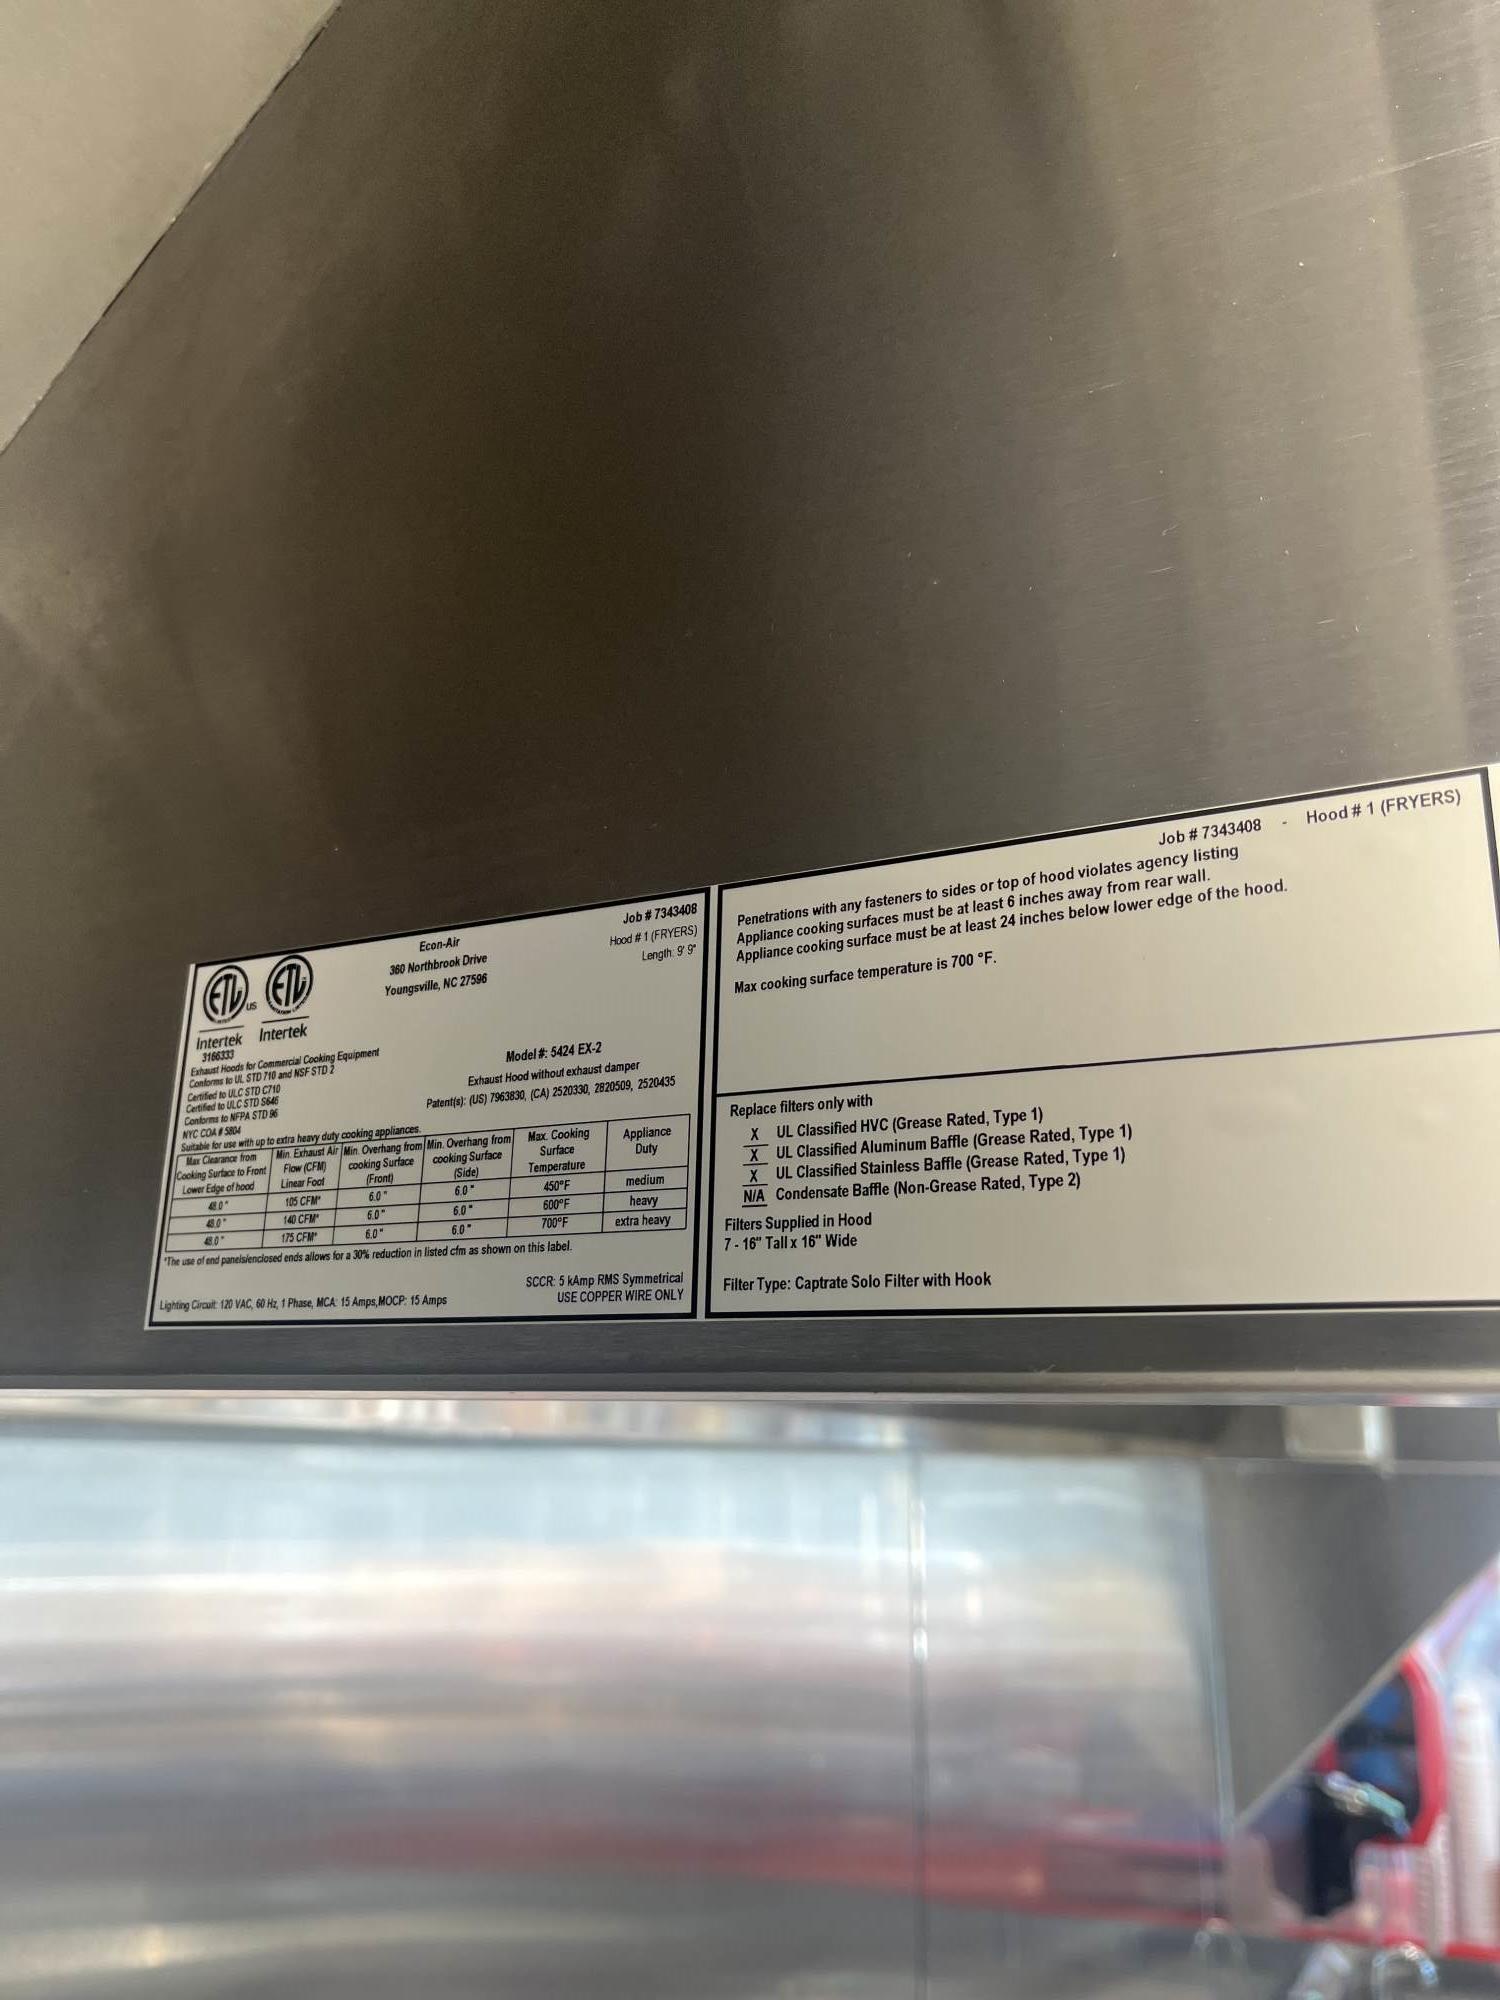 Job # 7343408
Hood # 1 (FRYERS)
Length: 9' 9"
Econ-Air
360 Northbrook Drive
Youngsville, NC 27596
ETL US
ETL
Intertek
Intertek
3166333
Exhaust Hoods for Commercial Cooking Equipment
Conforms to UL STD 710 and NSF STD 2
Certified to ULC STD C710
Certified to ULC STD S646
Conforms to NFPA STD 96
NYC COA # 5804
Suitable for use with up to extra heavy duty cooking appliances.
Model #: 5424 EX-2
Exhaust Hood without exhaust damper
Patent(s): (US) 7963830, (CA) 2520330, 2820509, 2520435
Max Clearance from Cooking Surface to Front Lower Edge of hood | Min. Exhaust Air Flow (CFM) Linear Foot | Min. Overhang from cooking Surface (Front) | Min. Overhang from cooking Surface (Side) | Max. Cooking Surface Temperature | Appliance Duty
48.0 " 105 CFM* 6.0 " 6.0 " 450°F medium
48.0 " 140 CFM* 6.0 " 6.0 " 600°F heavy
48.0 " 175 CFM* 6.0 " 6.0 " 700°F extra heavy
*The use of end panels/enclosed ends allows for a 30% reduction in listed cfm as shown on this label.
SCCR: 5 kAmp RMS Symmetrical
USE COPPER WIRE ONLY
Lighting Circuit: 120 VAC, 60 Hz, 1 Phase, MCA: 15 Amps,MOCP: 15 Amps
Job # 7343408 - Hood # 1 (FRYERS)
Penetrations with any fasteners to sides or top of hood violates agency listing
Appliance cooking surfaces must be at least 6 inches away from rear wall.
Appliance cooking surface must be at least 24 inches below lower edge of the hood.
Max cooking surface temperature is 700 °F.
Replace filters only with
X UL Classified HVC (Grease Rated, Type 1)
X UL Classified Aluminum Baffle (Grease Rated, Type 1)
X UL Classified Stainless Baffle (Grease Rated, Type 1)
N/A Condensate Baffle (Non-Grease Rated, Type 2)
Filters Supplied in Hood
7 - 16" Tall x 16" Wide
Filter Type: Captrate Solo Filter with Hook